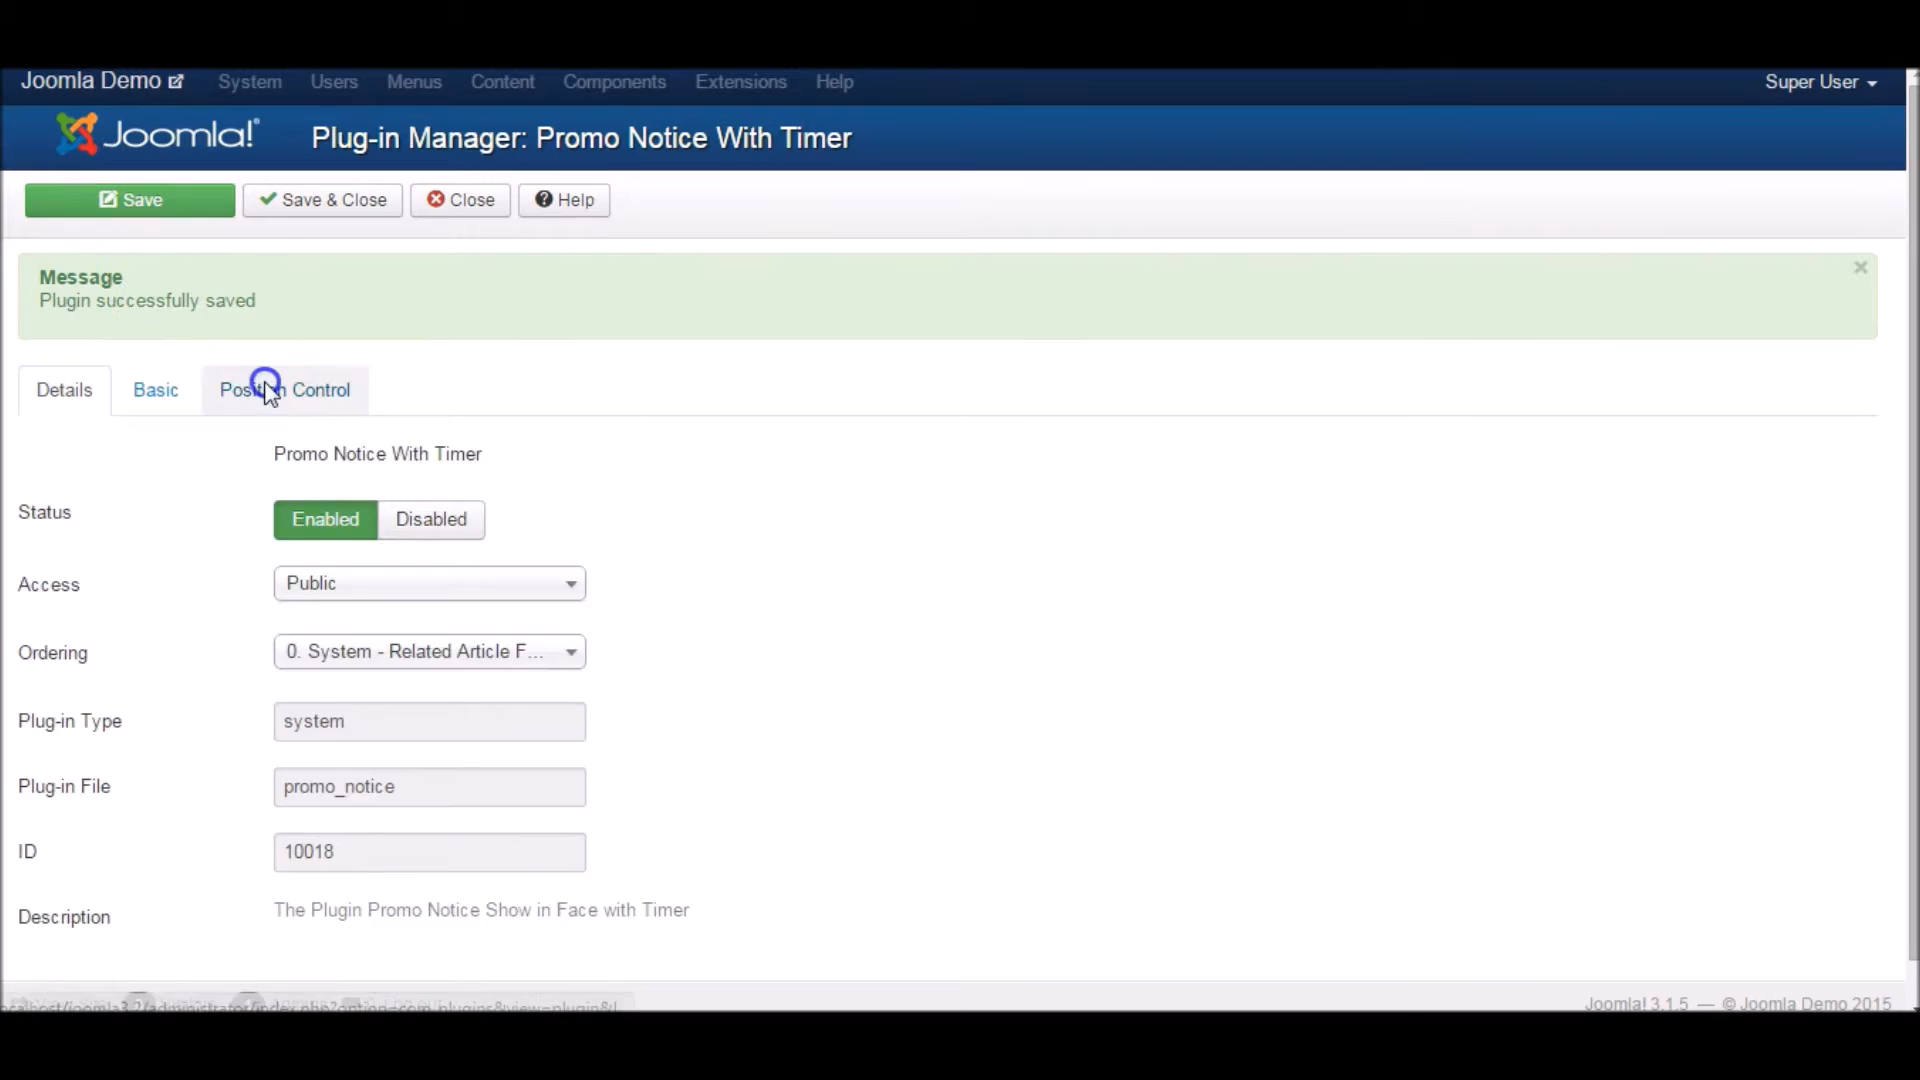 Joomla Demo System Users Menus Content Components Extensions Help Super User
Joomla!® Plug-in Manager: Promo Notice With Timer
Save Save & Close Close Help
Message
Plugin successfully saved
Details Basic Position Control
Promo Notice With Timer
Status Enabled Disabled
Access Public
Ordering 0. System - Related Article F...
Plug-in Type system
Plug-in File promo_notice
ID 10018
Description The Plugin Promo Notice Show in Face with Timer
Joomla! 3.1.5 — © Joomla Demo 2015